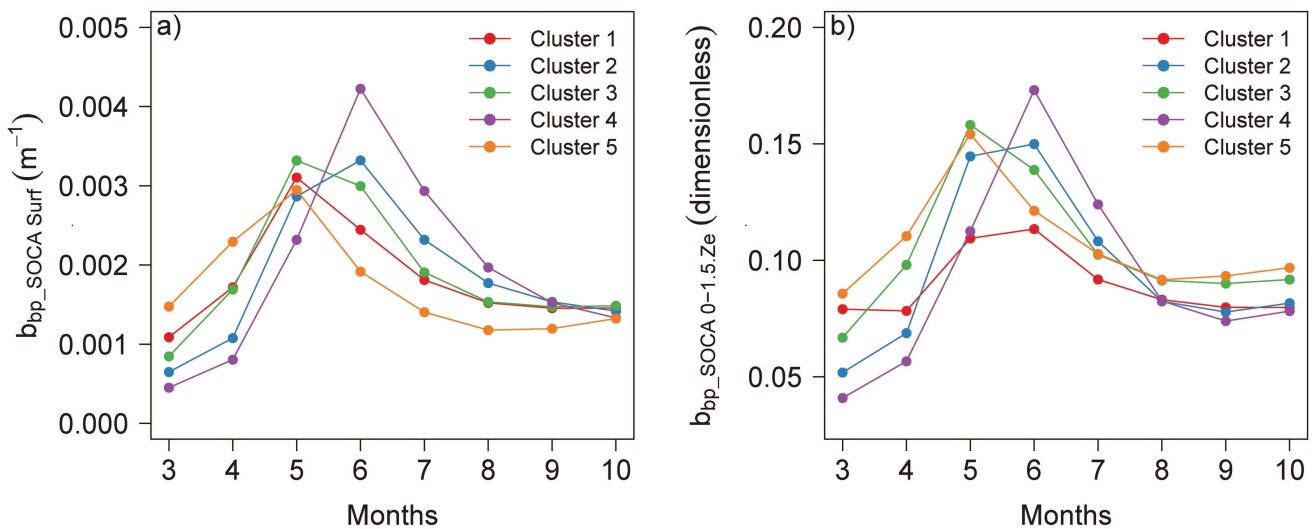 a)
b_bp_SOCA Surf (m⁻¹)
0.005
0.004
0.003
0.002
0.001
0.000
Cluster 1
Cluster 2
Cluster 3
Cluster 4
Cluster 5
3 4 5 6 7 8 9 10
Months
b)
b_bp_SOCA 0−1.5.Ze (dimensionless)
0.20
0.15
0.10
0.05
Cluster 1
Cluster 2
Cluster 3
Cluster 4
Cluster 5
3 4 5 6 7 8 9 10
Months